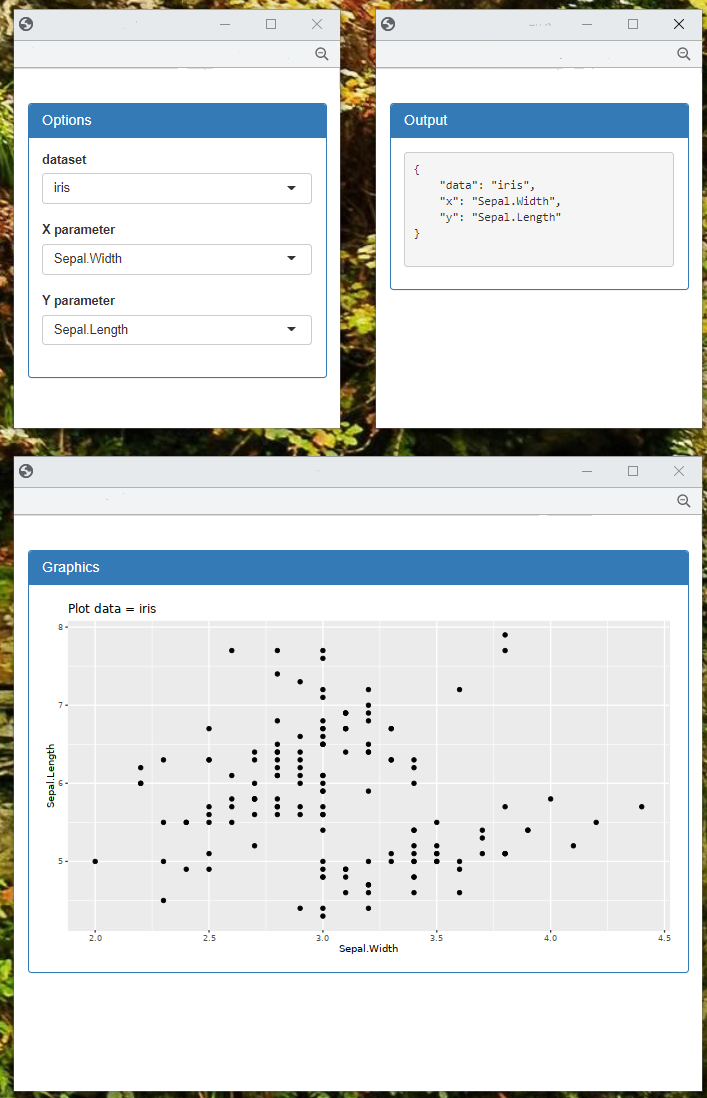 Options
dataset
iris
X parameter
Sepal.Width
Y parameter
Sepal.Length
Output
{
    "data": "iris",
    "x": "Sepal.Width",
    "y": "Sepal.Length"
}
Graphics
Plot data = iris
8
7
6
5
Sepal.Length
2.0 2.5 3.0 3.5 4.0 4.5
Sepal.Width